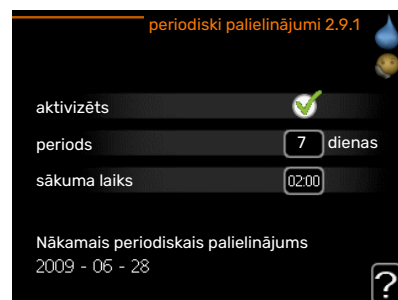 periodiski palielinājumi 2.9.1
aktivizēts
periods 7 dienas
sākuma laiks 02:00
Nākamais periodiskais palielinājums
2009 - 06 - 28
?